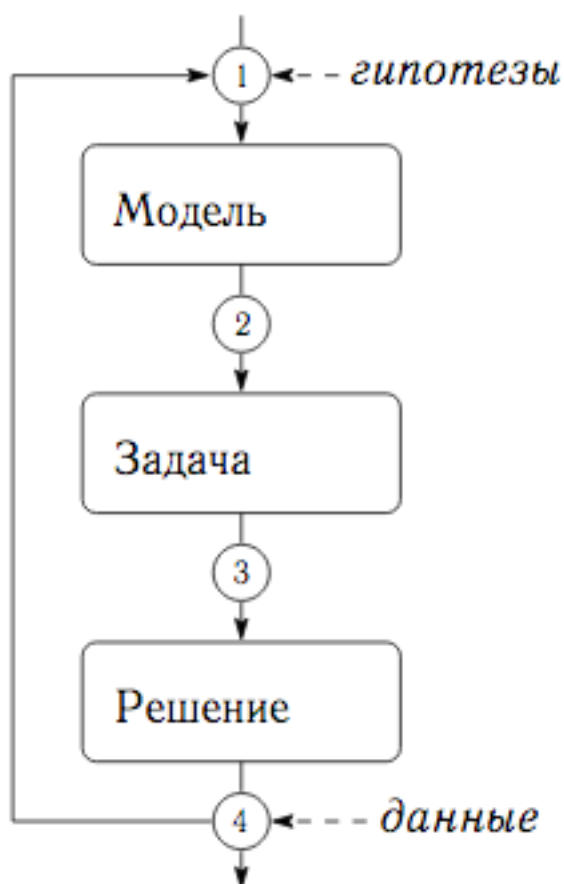 1 гипотезы
Модель
2
Задача
3
Решение
4 данные